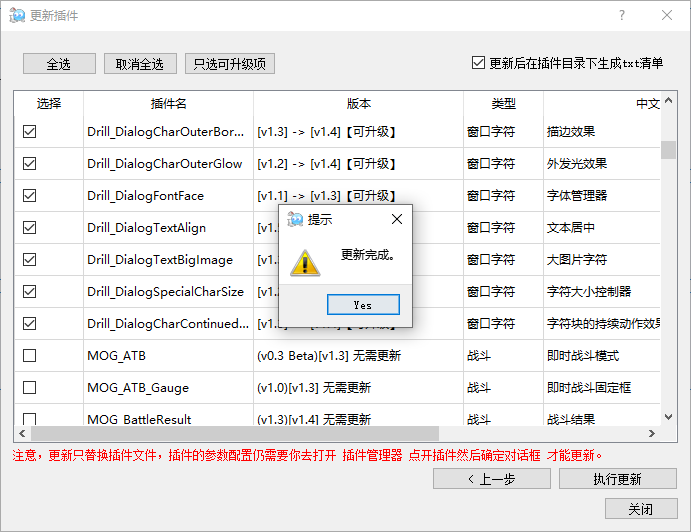 更新插件
全选 取消全选 只选可升级项 更新后在插件目录下生成txt清单
选择 插件名 版本 类型 中文
Drill_DialogCharOuterBor... [v1.3] -> [v1.4]【可升级】 窗口字符 描边效果
Drill_DialogCharOuterGlow [v1.2] -> [v1.4]【可升级】 窗口字符 外发光效果
Drill_DialogFontFace [v1.1] -> [v1.3]【可升级】 窗口字符 字体管理器
提示
Drill_DialogTextAlign 窗口字符 文本居中
更新完成。
Drill_DialogTextBigImage 窗口字符 大图片字符
Drill_DialogSpecialCharSize 窗口字符 字符大小控制器
Yes
Drill_DialogCharContinued... 窗口字符 字符块的持续动作效果
MOG_ATB (v0.3 Beta)[v1.3] 无需更新 战斗 即时战斗模式
MOG_ATB_Gauge (v1.0)[v1.3] 无需更新 战斗 即时战斗固定框
MOG_BattleResult (v1.3)[v1.4] 无需更新 战斗 战斗结果
注意，更新只替换插件文件，插件的参数配置仍需要你去打开 插件管理器 点开插件然后确定对话框 才能更新。
< 上一步 执行更新
关闭